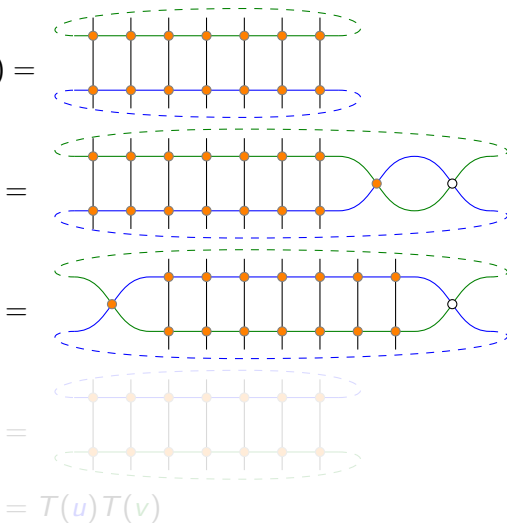 ) =
=
=
=
= T(u)T(v)